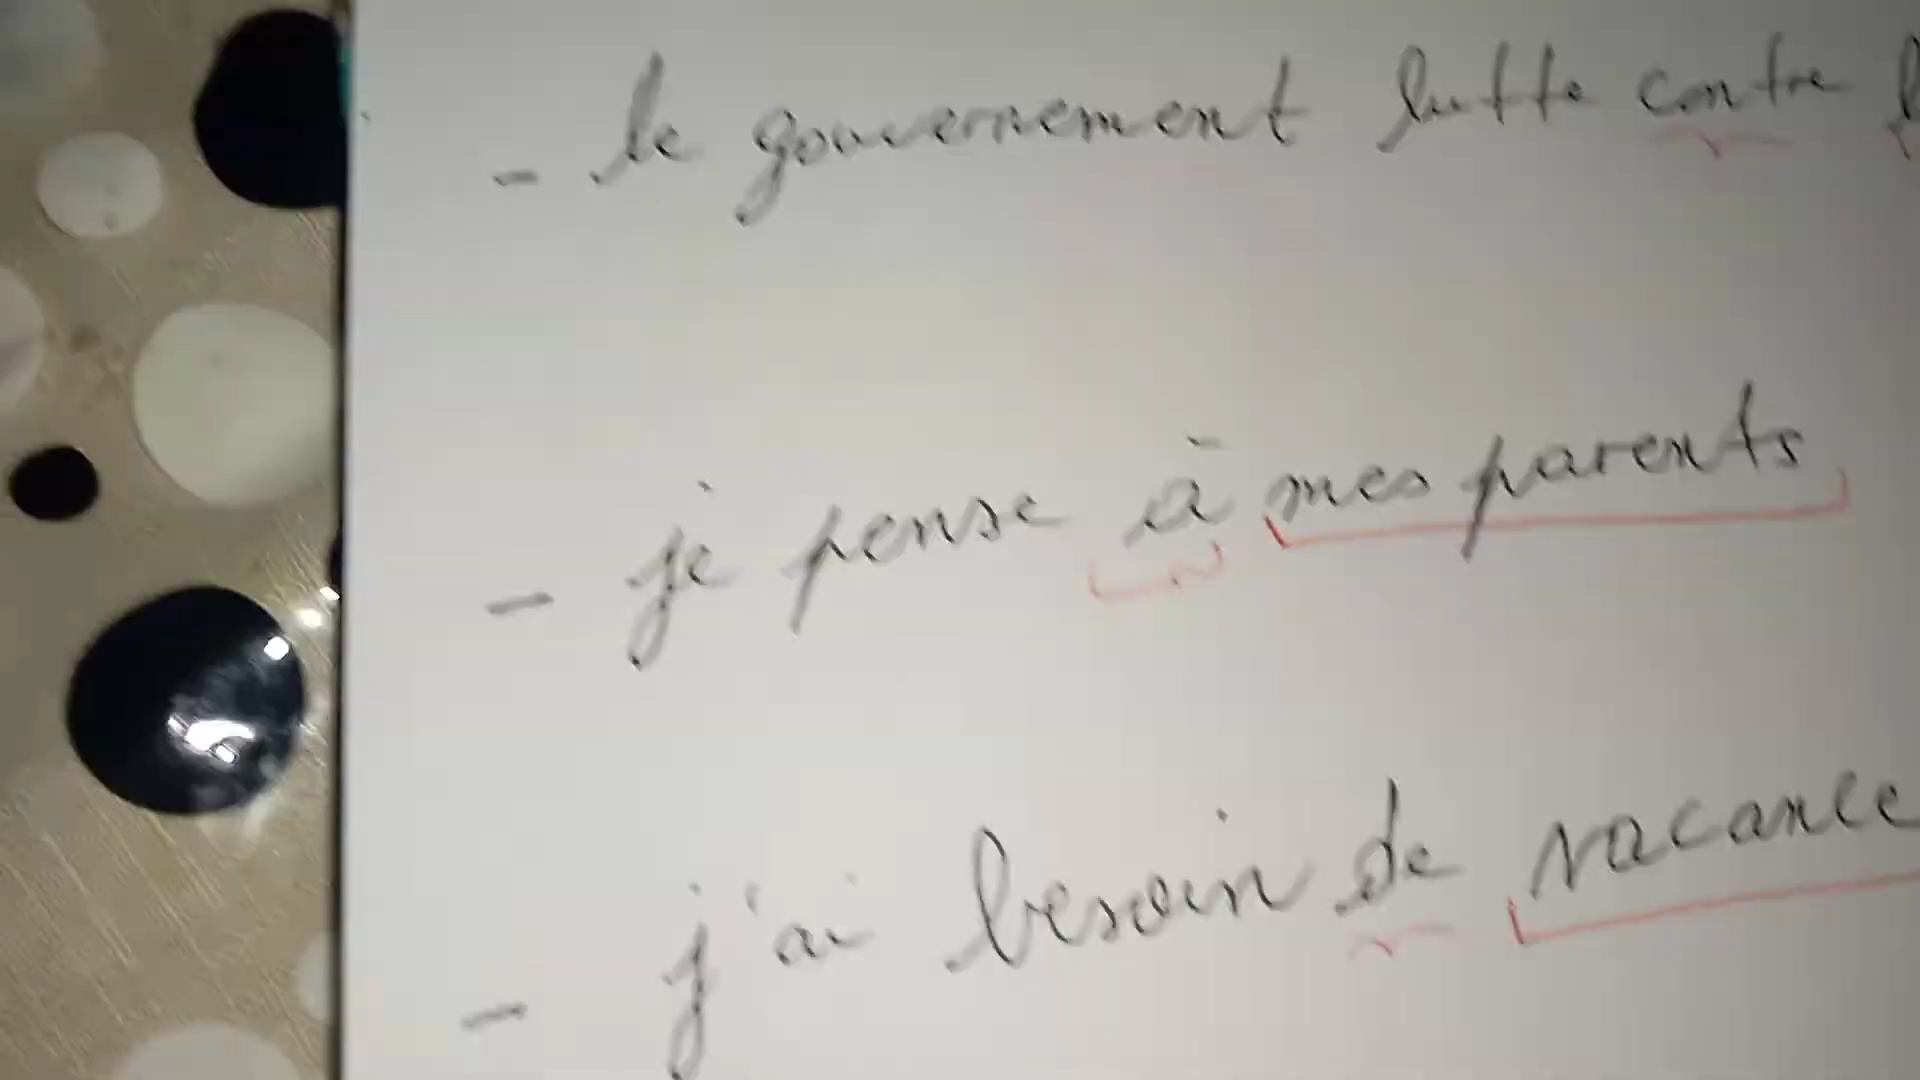 - le gouvernement lutte contre
- je pense à mes parents
- j'ai besoin de vacance